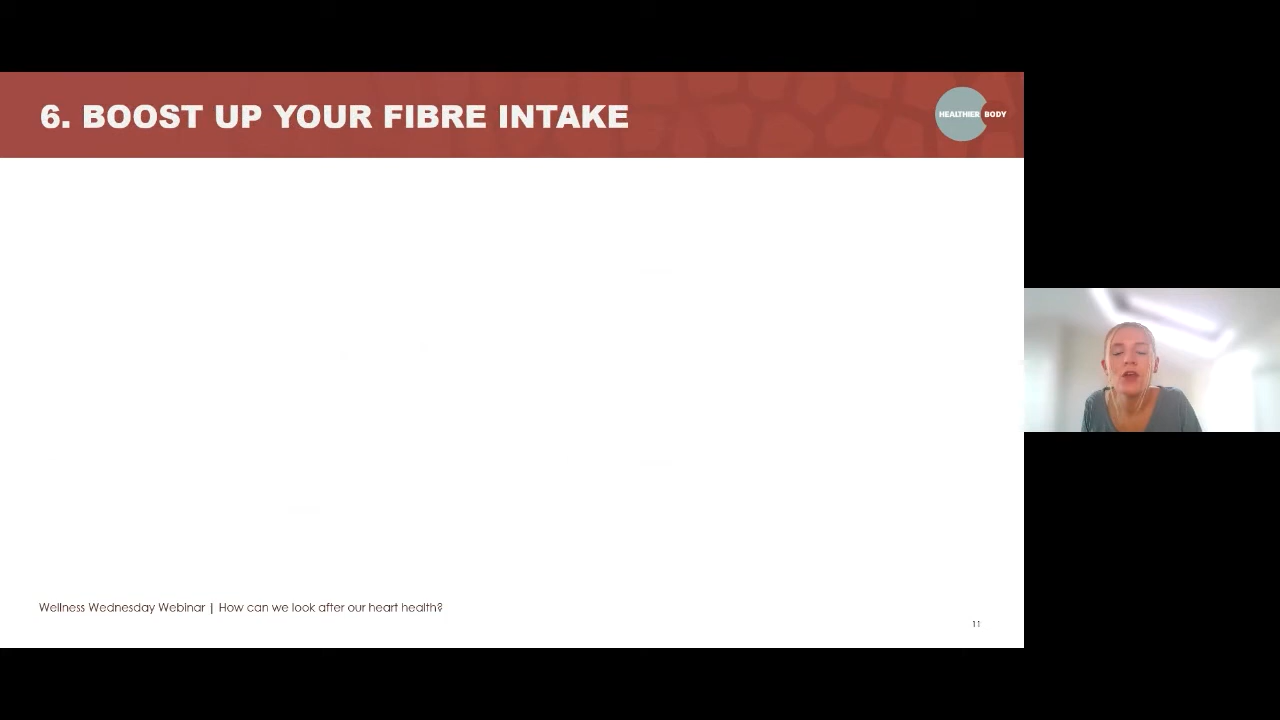 6. BOOST UP YOUR FIBRE INTAKE
HEALTHIER BODY
Wellness Wednesday Webinar | How can we look after our heart health?
11